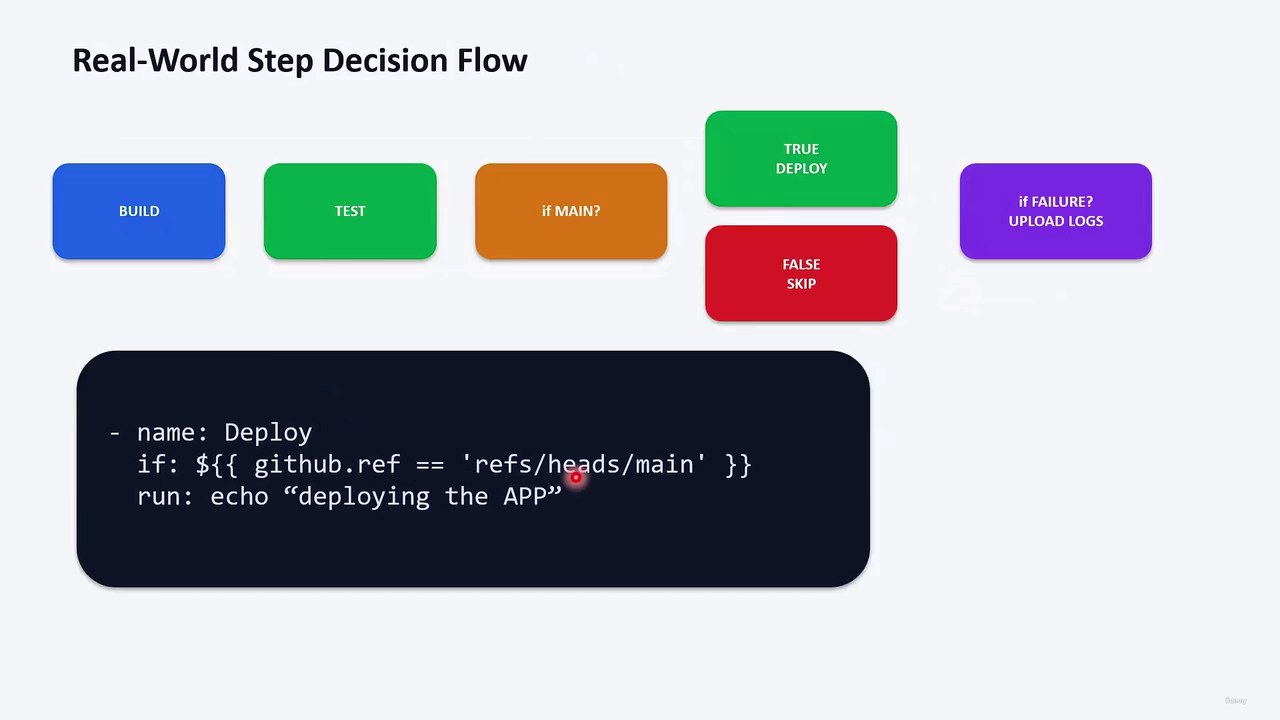 Real-World Step Decision Flow
BUILD
TEST
if MAIN?
TRUE
DEPLOY
FALSE
SKIP
if FAILURE?
UPLOAD LOGS
- name: Deploy
if: ${{ github.ref == 'refs/heads/main' }}
run: echo “deploying the APP”